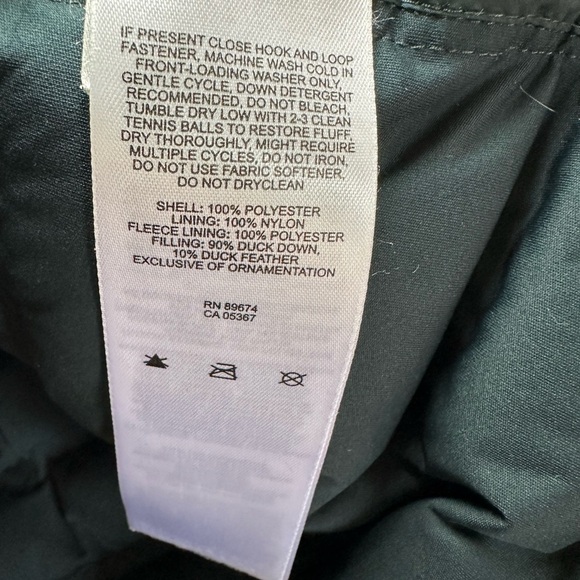 IF PRESENT CLOSE HOOK AND LOOP
FASTENER, MACHINE WASH COLD IN
FRONT-LOADING WASHER ONLY,
GENTLE CYCLE, DOWN DETERGENT
RECOMMENDED, DO NOT BLEACH,
TUMBLE DRY LOW WITH 2-3 CLEAN
TENNIS BALLS TO RESTORE FLUFF,
DRY THOROUGHLY, MIGHT REQUIRE
MULTIPLE CYCLES, DO NOT IRON,
DO NOT USE FABRIC SOFTENER,
DO NOT DRYCLEAN
SHELL: 100% POLYESTER
LINING: 100% NYLON
FLEECE LINING: 100% POLYESTER
FILLING: 90% DUCK DOWN,
10% DUCK FEATHER
EXCLUSIVE OF ORNAMENTATION
RN 89674
CA 05367